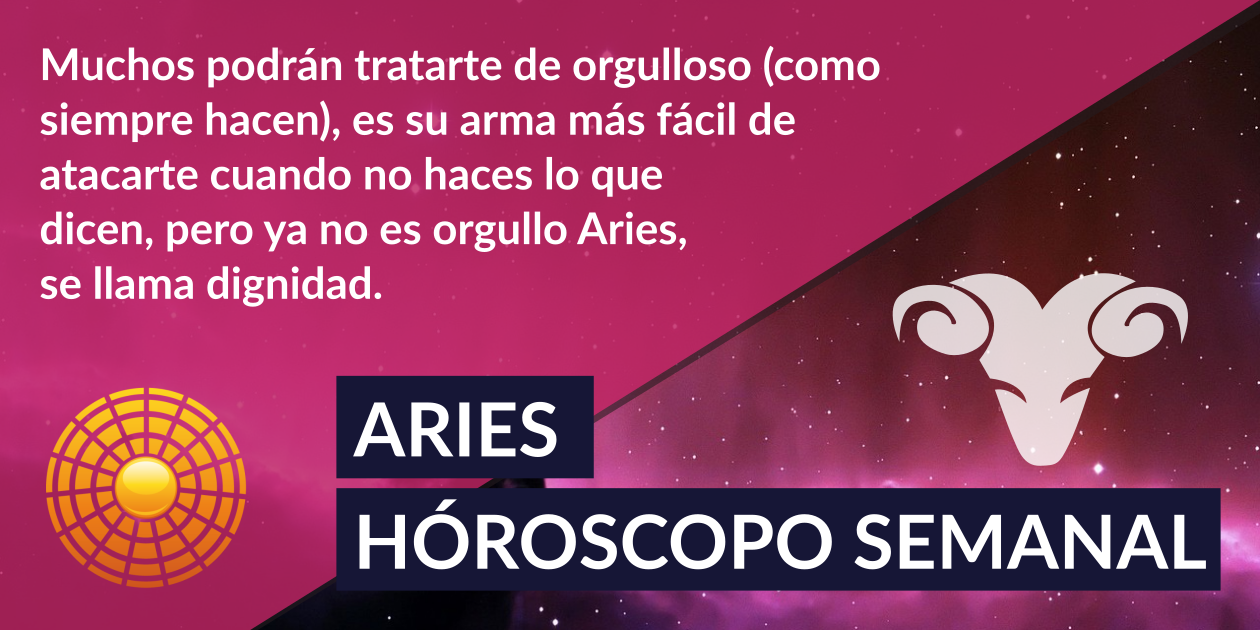 Muchos podrán tratarte de orgulloso (como
siempre hacen), es su arma más fácil de
atacarte cuando no haces lo que
dicen, pero ya no es orgullo Aries,
se llama dignidad.
ARIES
HÓROSCOPO SEMANAL